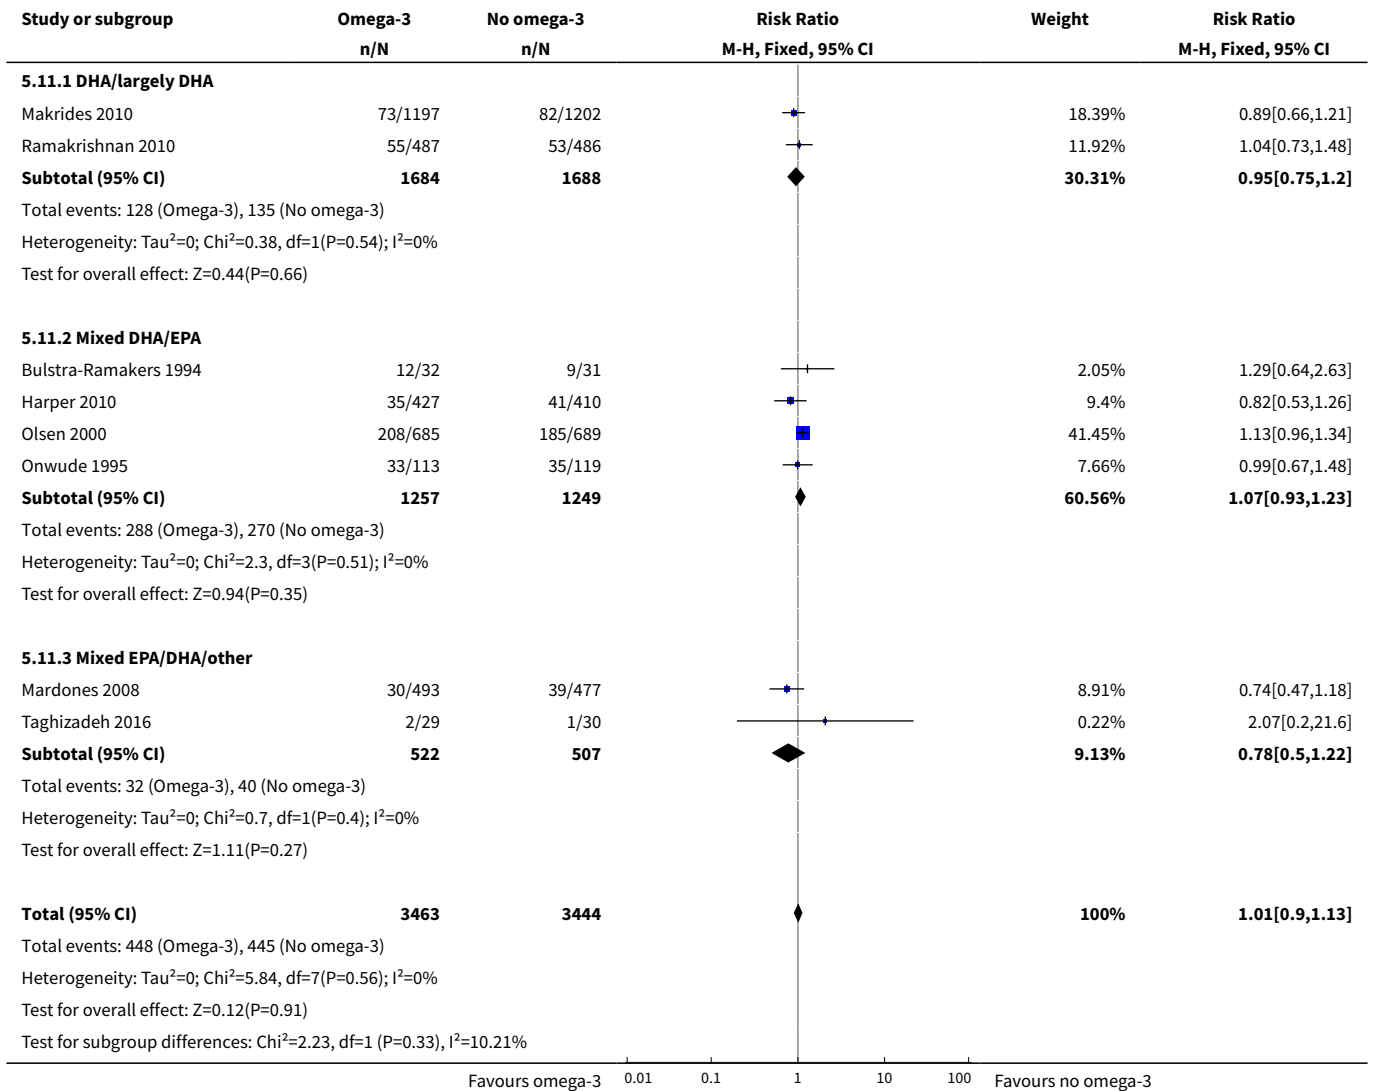 Study or subgroup Omega-3 No omega-3 Risk Ratio Weight Risk Ratio
n/N n/N M-H, Fixed, 95% CI M-H, Fixed, 95% CI
5.11.1 DHA/largely DHA
Makrides 2010 73/1197 82/1202 18.39% 0.89[0.66,1.21]
Ramakrishnan 2010 55/487 53/486 11.92% 1.04[0.73,1.48]
Subtotal (95% CI) 1684 1688 30.31% 0.95[0.75,1.2]
Total events: 128 (Omega-3), 135 (No omega-3)
Heterogeneity: Tau²=0; Chi²=0.38, df=1(P=0.54); I²=0%
Test for overall effect: Z=0.44(P=0.66)
5.11.2 Mixed DHA/EPA
Bulstra-Ramakers 1994 12/32 9/31 2.05% 1.29[0.64,2.63]
Harper 2010 35/427 41/410 9.4% 0.82[0.53,1.26]
Olsen 2000 208/685 185/689 41.45% 1.13[0.96,1.34]
Onwude 1995 33/113 35/119 7.66% 0.99[0.67,1.48]
Subtotal (95% CI) 1257 1249 60.56% 1.07[0.93,1.23]
Total events: 288 (Omega-3), 270 (No omega-3)
Heterogeneity: Tau²=0; Chi²=2.3, df=3(P=0.51); I²=0%
Test for overall effect: Z=0.94(P=0.35)
5.11.3 Mixed EPA/DHA/other
Mardones 2008 30/493 39/477 8.91% 0.74[0.47,1.18]
Taghizadeh 2016 2/29 1/30 0.22% 2.07[0.2,21.6]
Subtotal (95% CI) 522 507 9.13% 0.78[0.5,1.22]
Total events: 32 (Omega-3), 40 (No omega-3)
Heterogeneity: Tau²=0; Chi²=0.7, df=1(P=0.4); I²=0%
Test for overall effect: Z=1.11(P=0.27)
Total (95% CI) 3463 3444 100% 1.01[0.9,1.13]
Total events: 448 (Omega-3), 445 (No omega-3)
Heterogeneity: Tau²=0; Chi²=5.84, df=7(P=0.56); I²=0%
Test for overall effect: Z=0.12(P=0.91)
Test for subgroup differences: Chi²=2.23, df=1 (P=0.33), I²=10.21%
Favours omega-3 0.01 0.1 1 10 100 Favours no omega-3